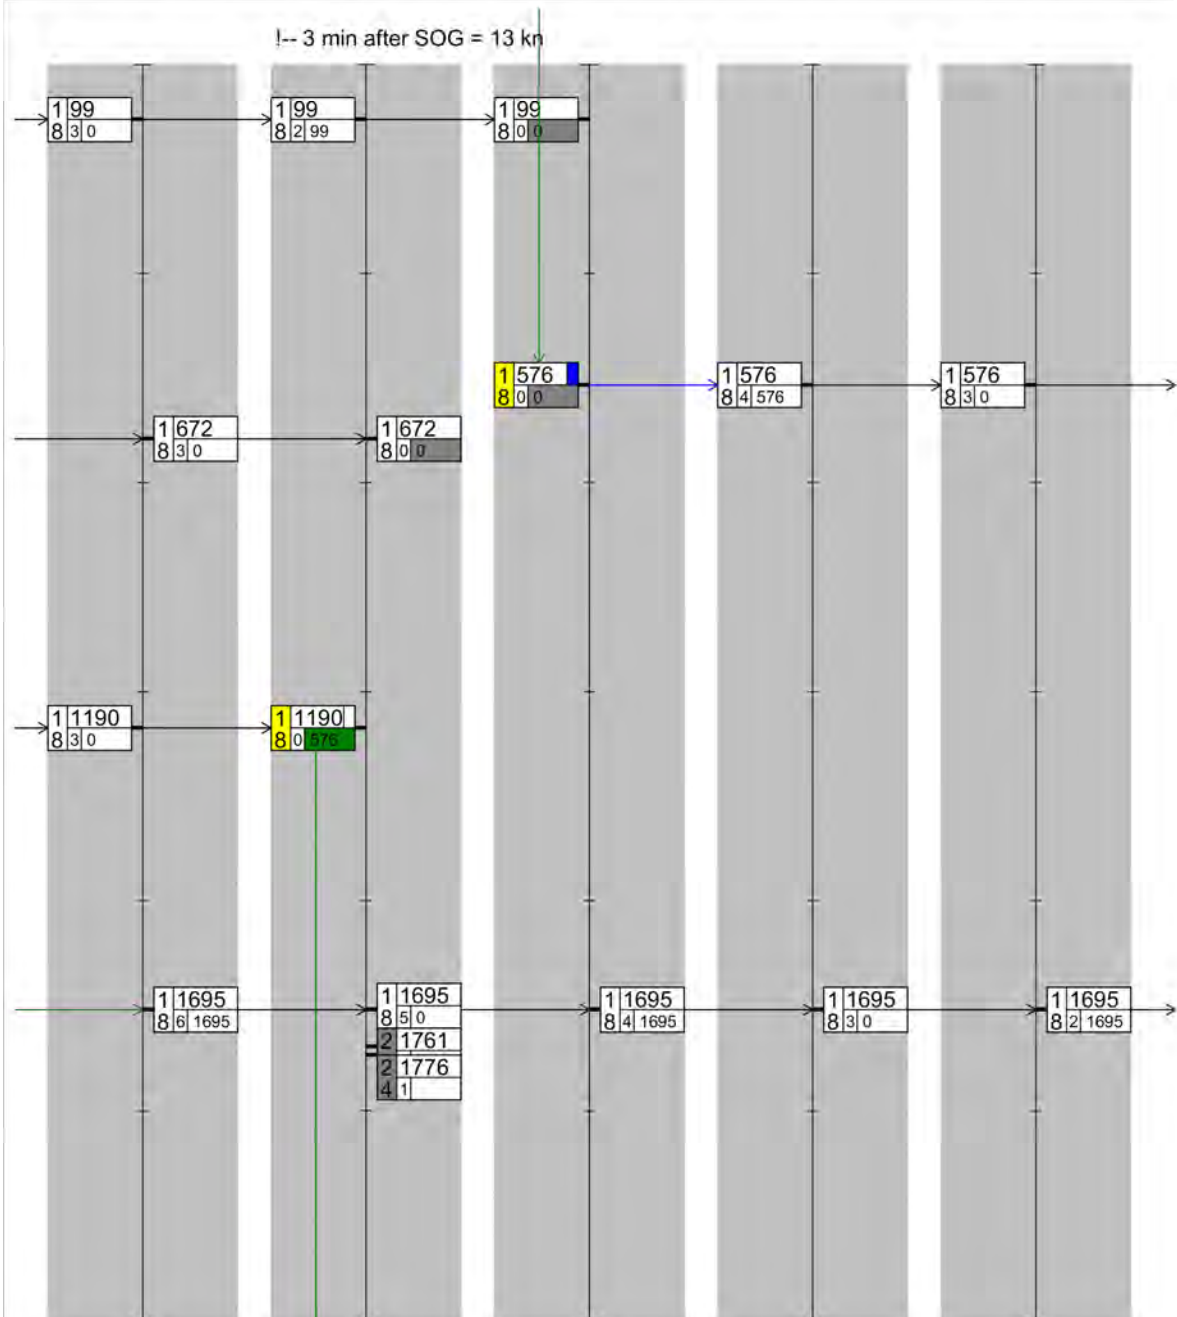 !-- 3 min after SOG = 13 kn
1 99 1 99 1 99
8 3 0 8 2 99 8 0 0
1 576 1 576 1 576
8 0 0 8 4 576 8 3 0
1 672 1 672
8 3 0 8 0 0
1 1190 1 1190
8 3 0 8 0 576
1 1695 1 1695 1 1695 1 1695 1 1695
8 6 1695 8 5 0 8 4 1695 8 3 0 8 2 1695
2 1761
2 1776
4 1